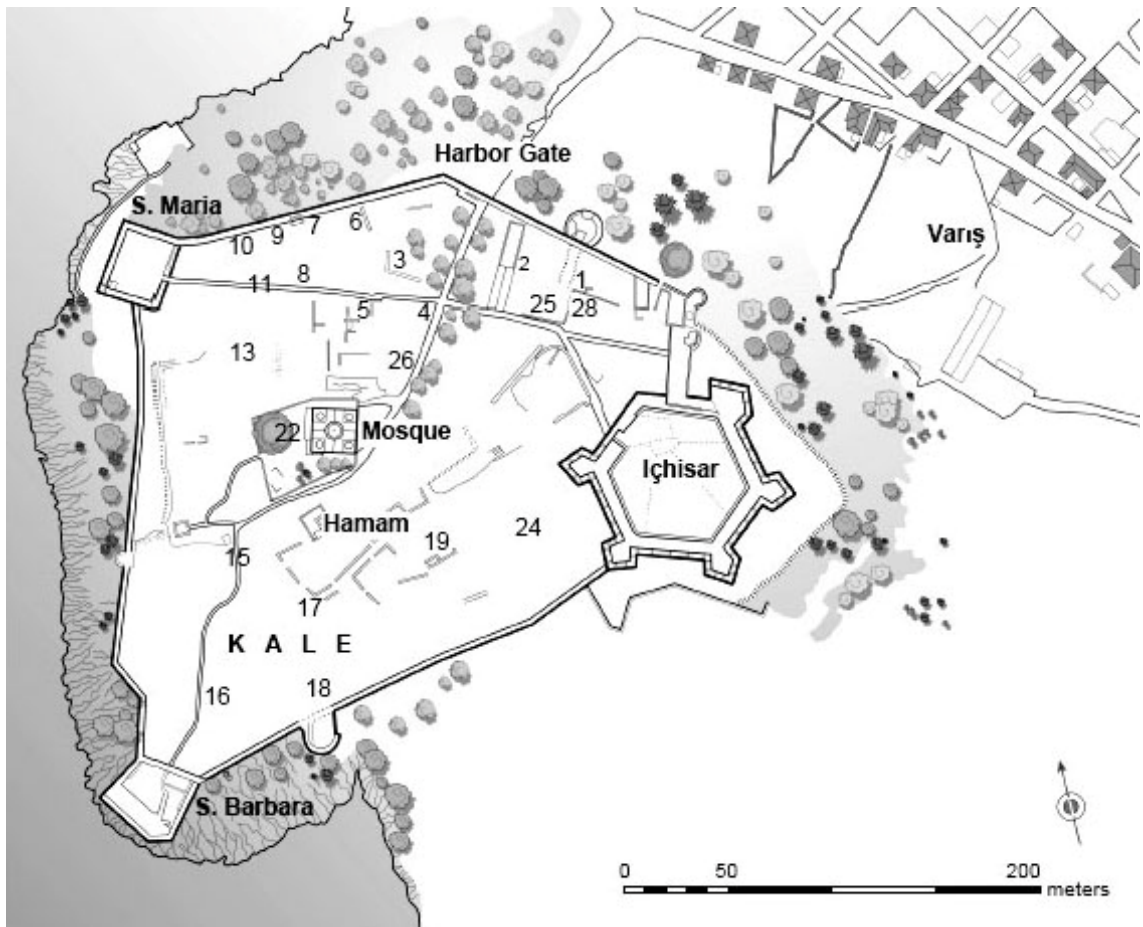 Harbor Gate
S. Maria
Varış
6
7
9
10
3
2
1
8
11
25
28
5
4
13
26
22
Mosque
Içhisar
Hamam
24
19
15
17
K A L E
18
16
S. Barbara
0 50 200
meters